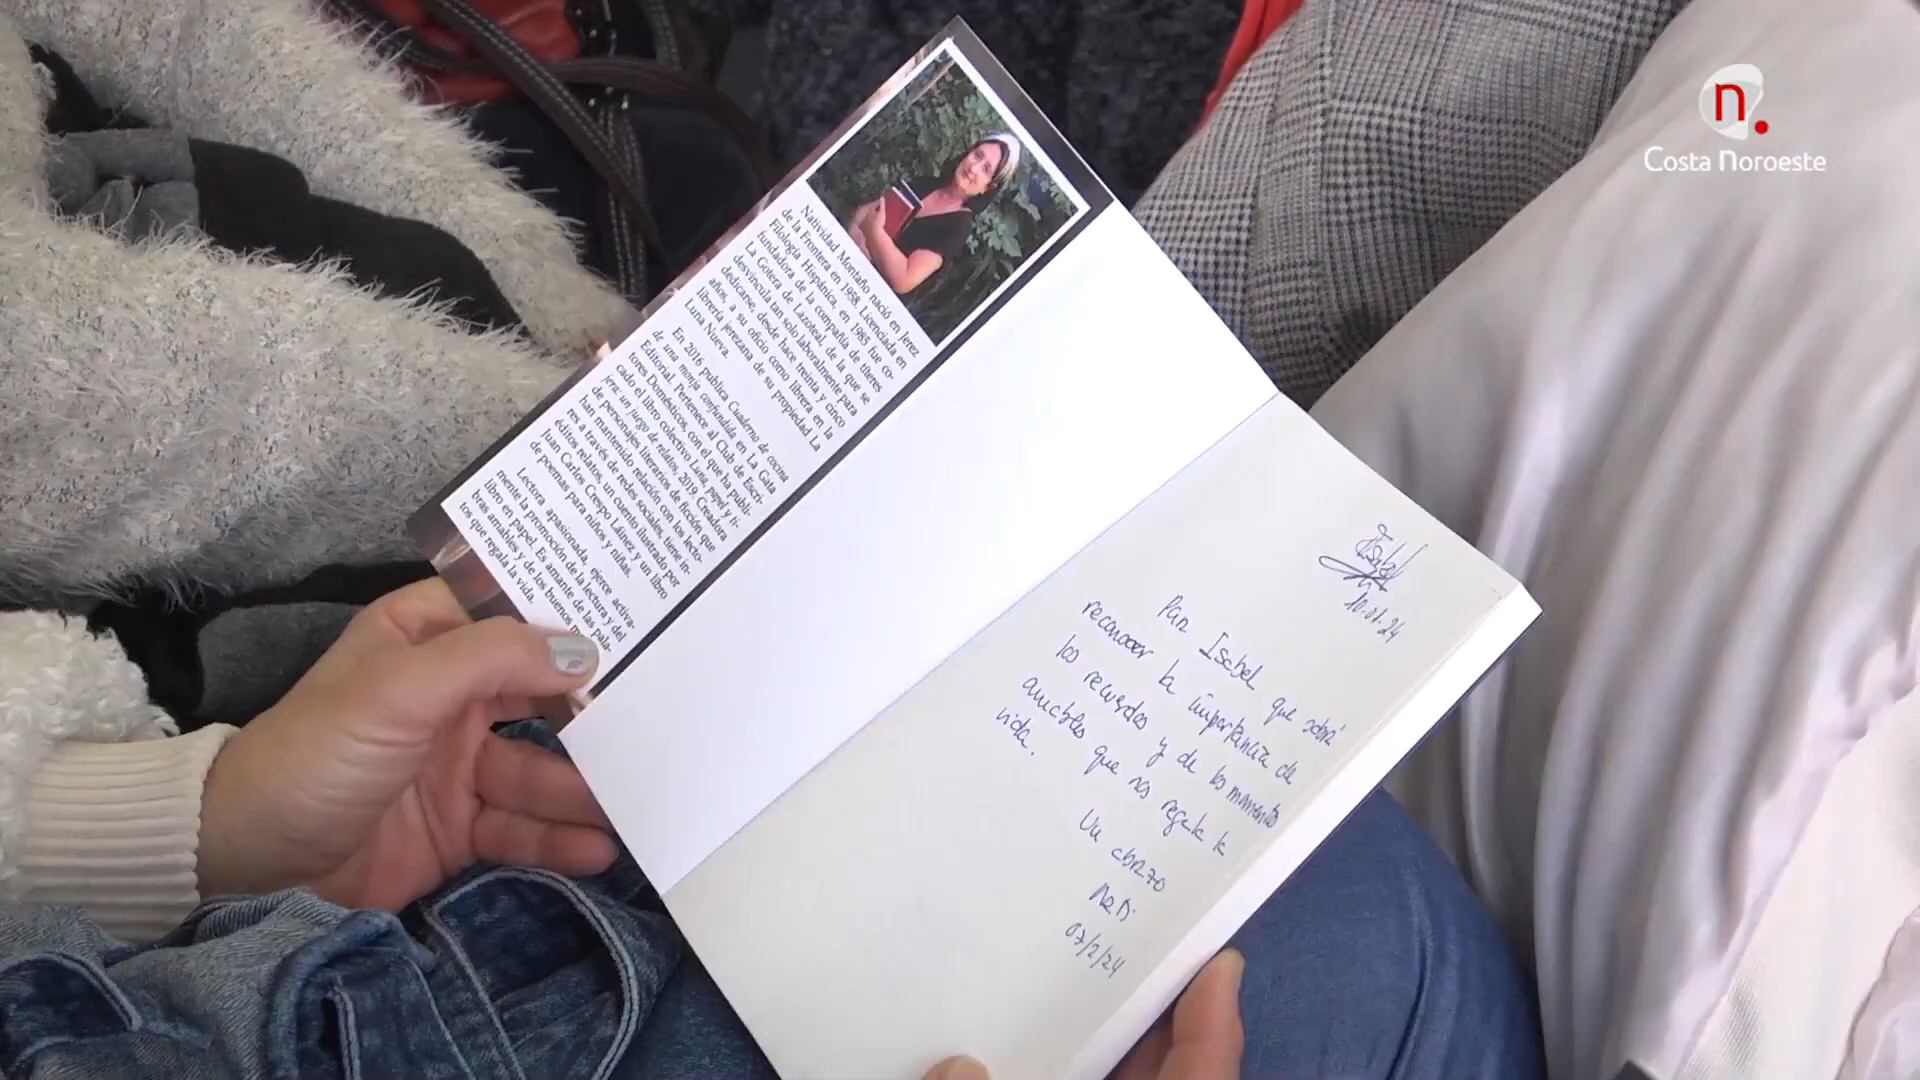 n.
Costa Noroeste
Natividad Montaño nació en Jerez
de la Frontera en 1958. Licenciada en
Filología Hispánica, en 1985 fue co-
fundadora de la compañía de títeres
La Gotera de Lazotea, de la que se
desvincula tan solo laboralmente para
dedicarse, desde hace treinta y cinco
años, a su oficio como librera en la
librería jerezana de su propiedad La
Luna Nueva.
En 2016 publica Cuaderno de cocina
de una monja confundida en La Gata
Editorial. Pertenece al Club de Escri-
tores Domésticos, con el que ha publi-
cado el libro colectivo Luna, papel y ti-
jera: un juego de relatos, 2019. Creadora
de personajes literarios de ficción que
han mantenido relación con los lecto-
res a través de redes sociales, tiene in-
éditos relatos, un cuento ilustrado por
Juan Carlos Crespo Láinez y un libro
de poemas para niños y niñas.
Lectora apasionada, ejerce activa-
mente la promoción de la lectura y del
libro en papel. Es amante de las pala-
bras amables y de los buenos
tos que regala la vida.
Isabel
10.01.24
Para Isabel que sabrá
reconocer la importancia de
los recuerdos y de los momentos
amables que nos regala la
vida.
Un abrazo
Nati
07/2/24